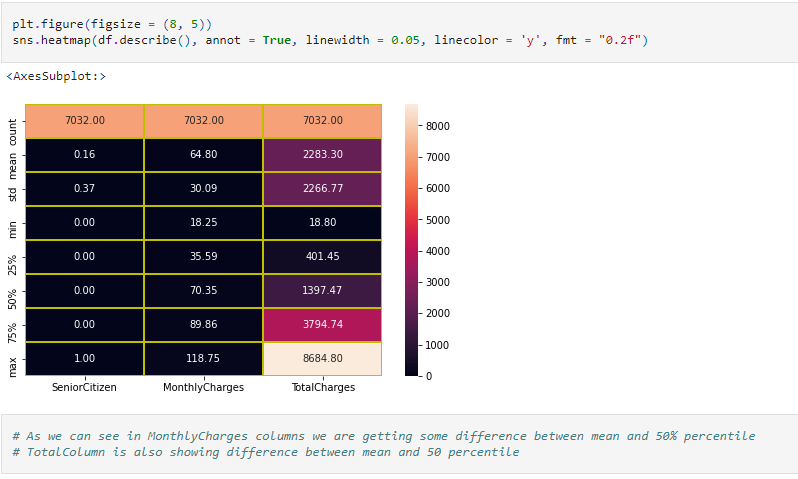 plt.figure(figsize = (8, 5))
sns.heatmap(df.describe(), annot = True, linewidth = 0.05, linecolor = 'y', fmt = "0.2f")
<AxesSubplot:>
count 7032.00 7032.00 7032.00 8000
mean 0.16 64.80 2283.30 7000
std 0.37 30.09 2266.77 6000
min 0.00 18.25 18.80 5000
25% 0.00 35.59 401.45 4000
50% 0.00 70.35 1397.47 3000
75% 0.00 89.86 3794.74 2000
max 1.00 118.75 8684.80 1000
0
SeniorCitizen MonthlyCharges TotalCharges
# As we can see in MonthlyCharges columns we are getting some difference between mean and 50% percentile
# TotalColumn is also showing difference between mean and 50 percentile